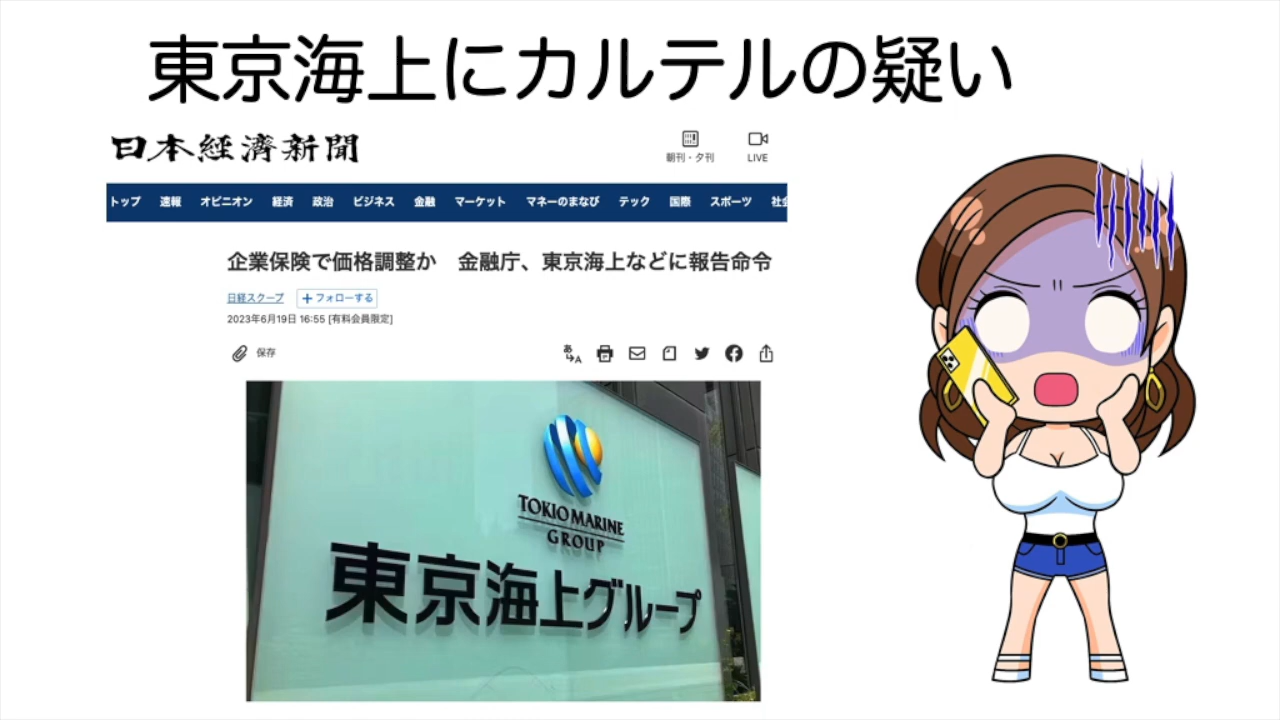 東京海上にカルテルの疑い
日本経済新聞
朝刊・夕刊
LIVE
トップ 速報 オピニオン 経済 政治 ビジネス 金融 マーケット マネーのまなび テック 国際 スポーツ 社会
企業保険で価格調整か 金融庁、東京海上などに報告命令
日経スクープ +フォローする
2023年6月19日 16:55 [有料会員限定]
保存
あ
A
TOKIO MARINE
GROUP
東京海上グループ